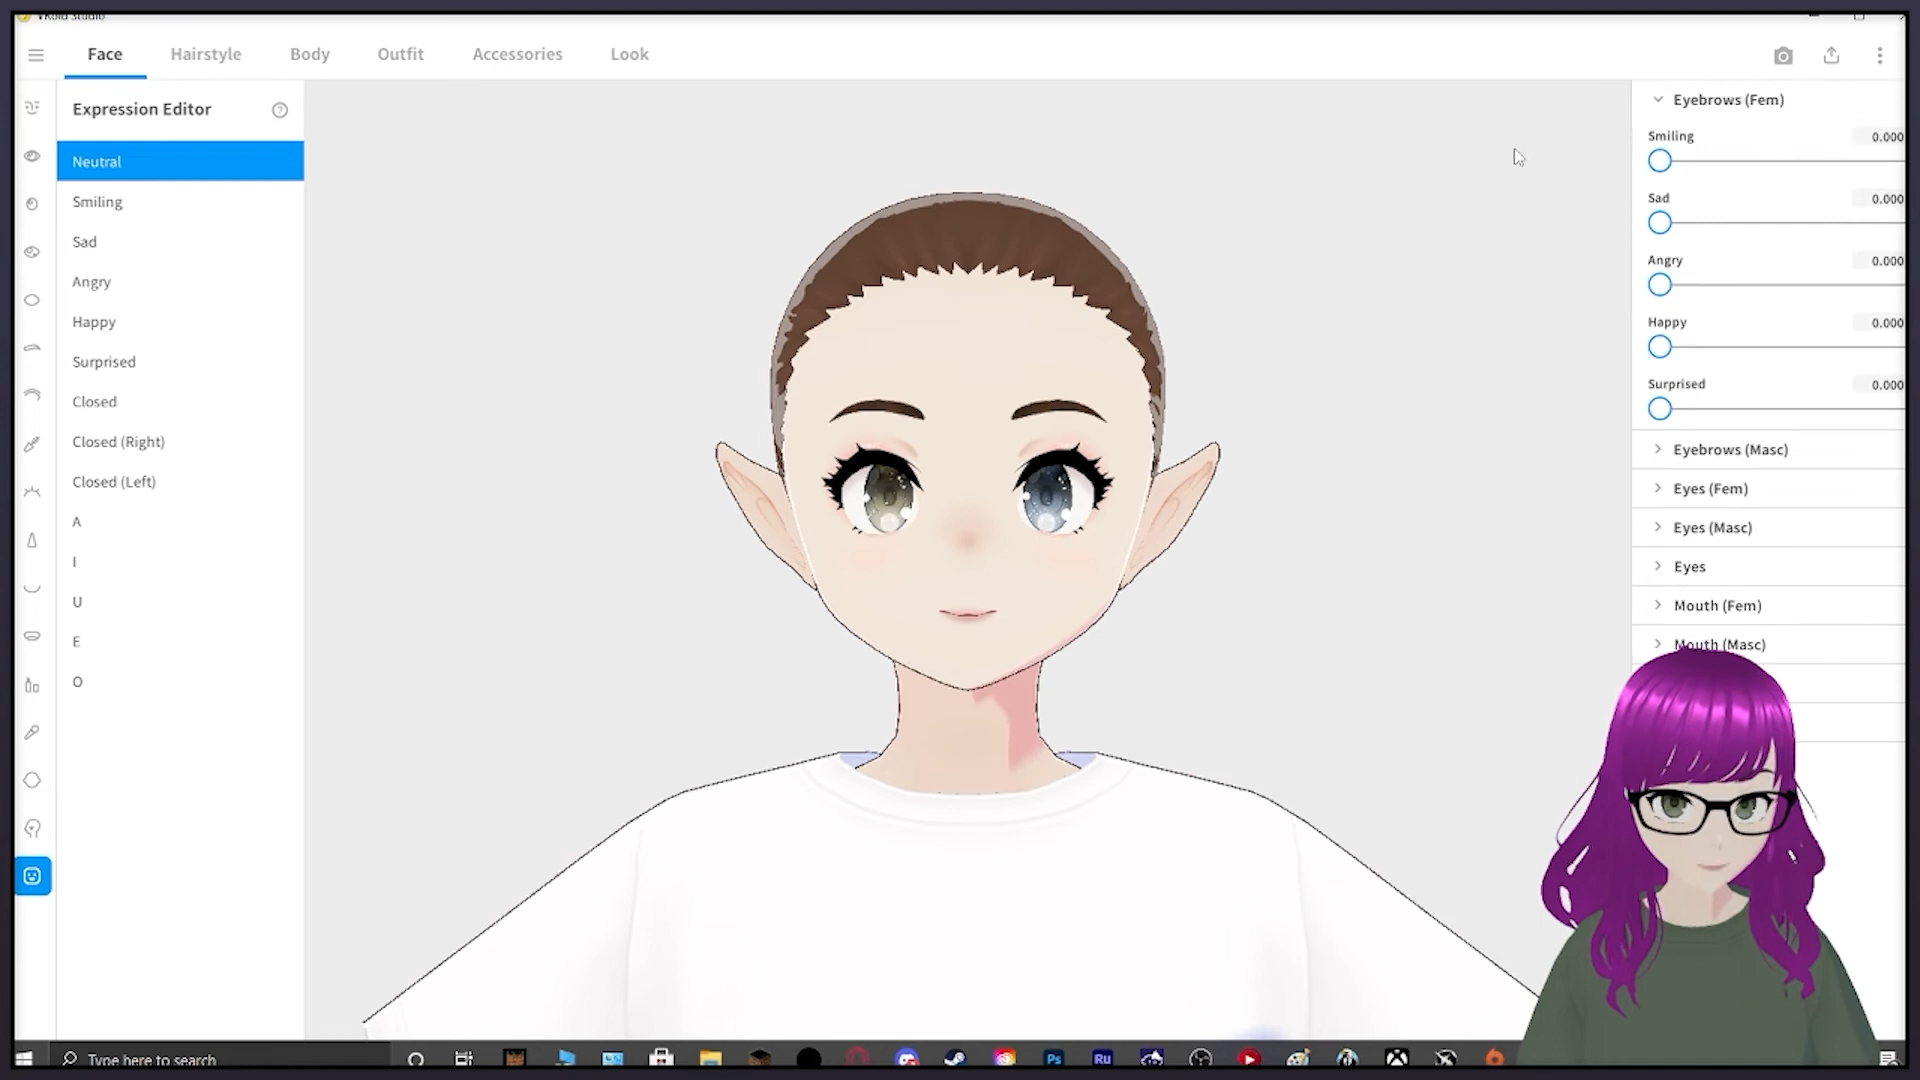 VRoid Studio
Face Hairstyle Body Outfit Accessories Look
Expression Editor
Neutral
Smiling
Sad
Angry
Happy
Surprised
Closed
Closed (Right)
Closed (Left)
A
I
U
E
O
Eyebrows (Fem)
Smiling 0.000
Sad 0.000
Angry 0.000
Happy 0.000
Surprised 0.000
Eyebrows (Masc)
Eyes (Fem)
Eyes (Masc)
Eyes
Mouth (Fem)
Mouth (Masc)
Type here to search
Ps
Ru